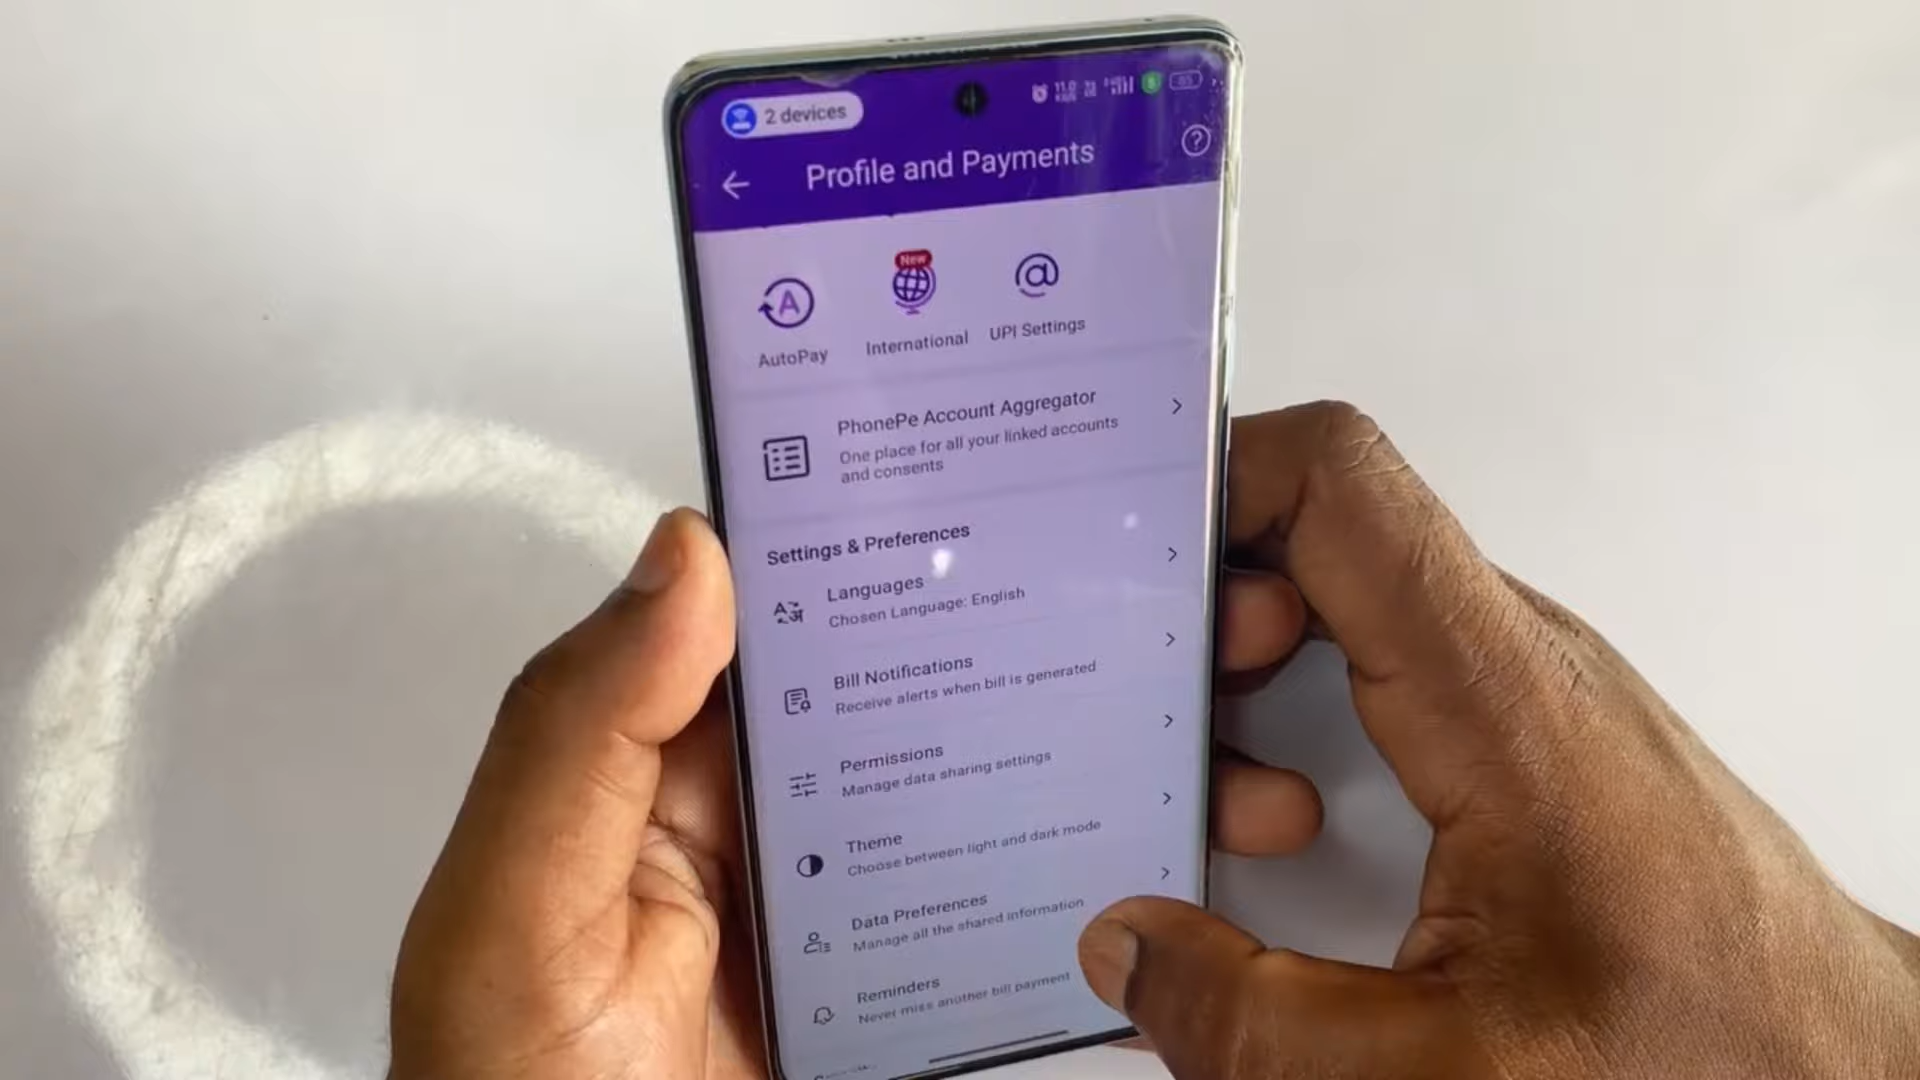 2 devices
Profile and Payments
New
AutoPay
International
UPI Settings
PhonePe Account Aggregator
One place for all your linked accounts
and consents
Settings & Preferences
Languages
Chosen Language: English
Bill Notifications
Receive alerts when bill is generated
Permissions
Manage data sharing settings
Theme
Choose between light and dark mode
Data Preferences
Manage all the shared information
Reminders
Never miss another bill payment